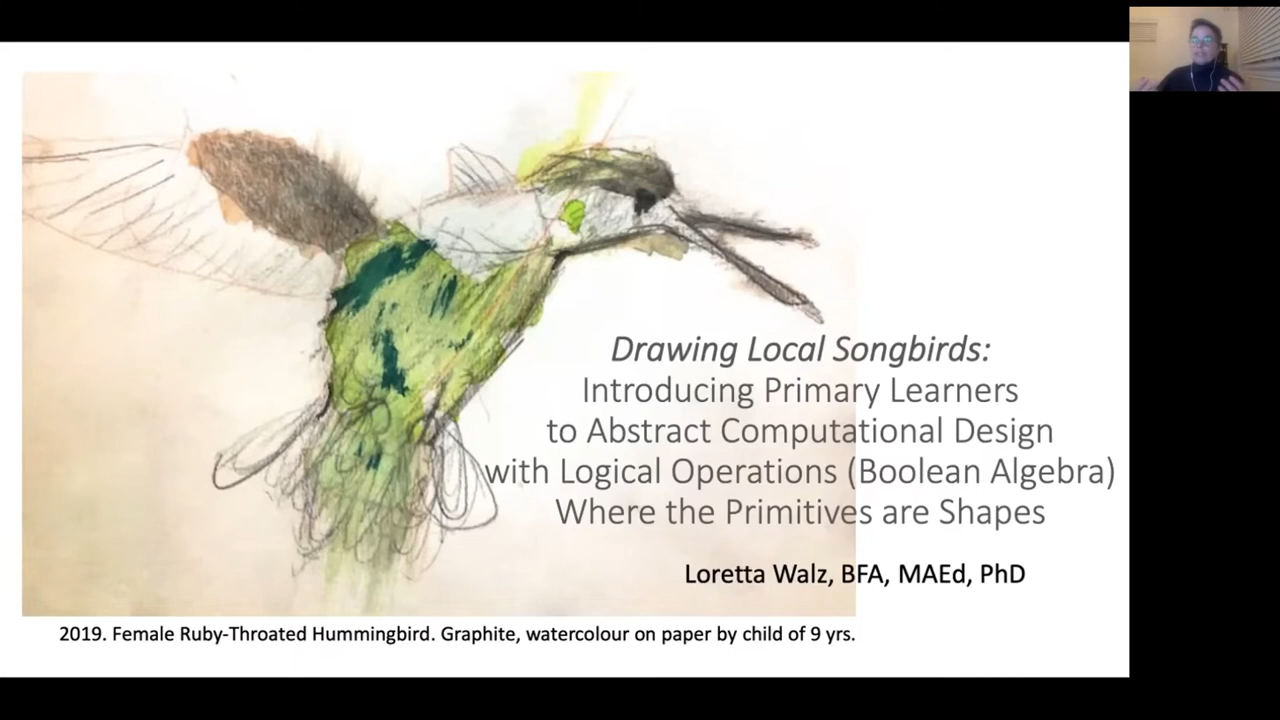 Drawing Local Songbirds:
Introducing Primary Learners
to Abstract Computational Design
with Logical Operations (Boolean Algebra)
Where the Primitives are Shapes
Loretta Walz, BFA, MAEd, PhD
2019. Female Ruby-Throated Hummingbird. Graphite, watercolour on paper by child of 9 yrs.